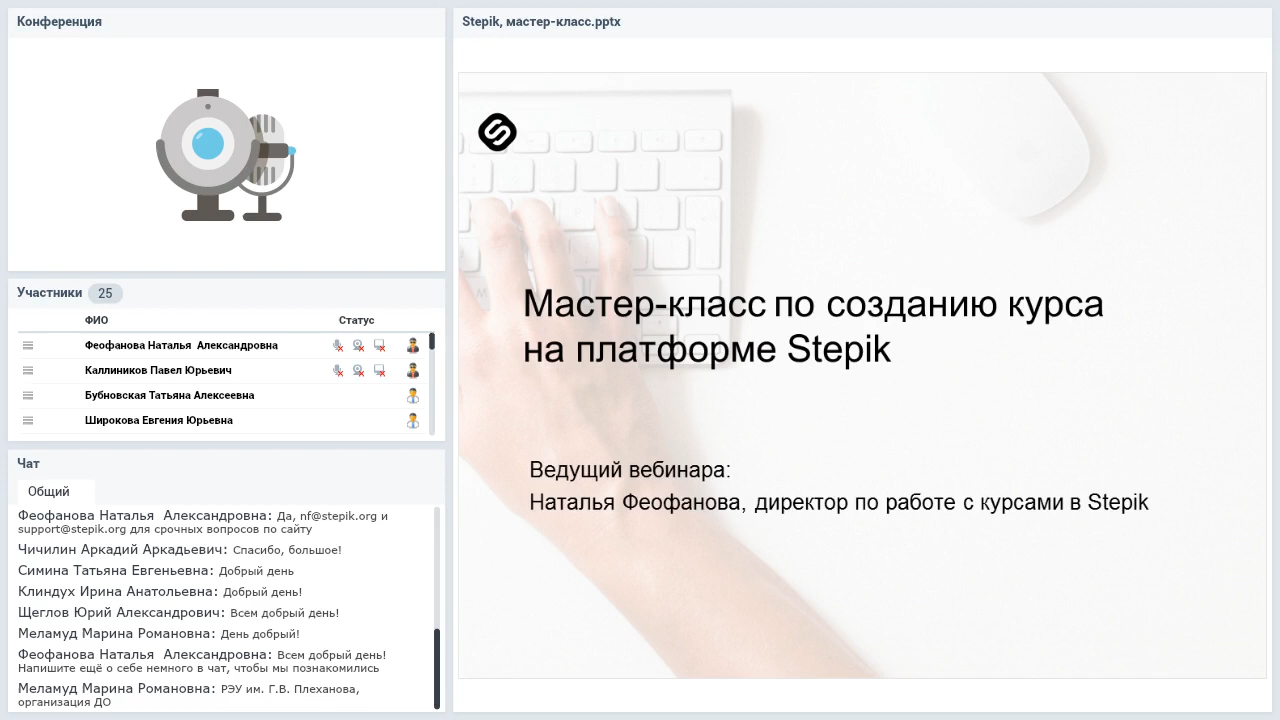 Конференция
Участники 25
ФИО Статус
Феофанова Наталья  Александровна
Каллиников Павел Юрьевич
Бубновская Татьяна Алексеевна
Широкова Евгения Юрьевна
Чат
Общий
Феофанова Наталья  Александровна: Да, nf@stepik.org и
support@stepik.org для срочных вопросов по сайту
Чичилин Аркадий Аркадьевич: Спасибо, большое!
Симина Татьяна Евгеньевна: Добрый день
Клиндух Ирина Анатольевна: Добрый день!
Щеглов Юрий Александрович: Всем добрый день!
Меламуд Марина Романовна: День добрый!
Феофанова Наталья  Александровна: Всем добрый день!
Напишите ещё о себе немного в чат, чтобы мы познакомились
Меламуд Марина Романовна: РЭУ им. Г.В. Плеханова,
организация ДО
Stepik, мастер-класс.pptx
Мастер-класс по созданию курса
на платформе Stepik
Ведущий вебинара:
Наталья Феофанова, директор по работе с курсами в Stepik